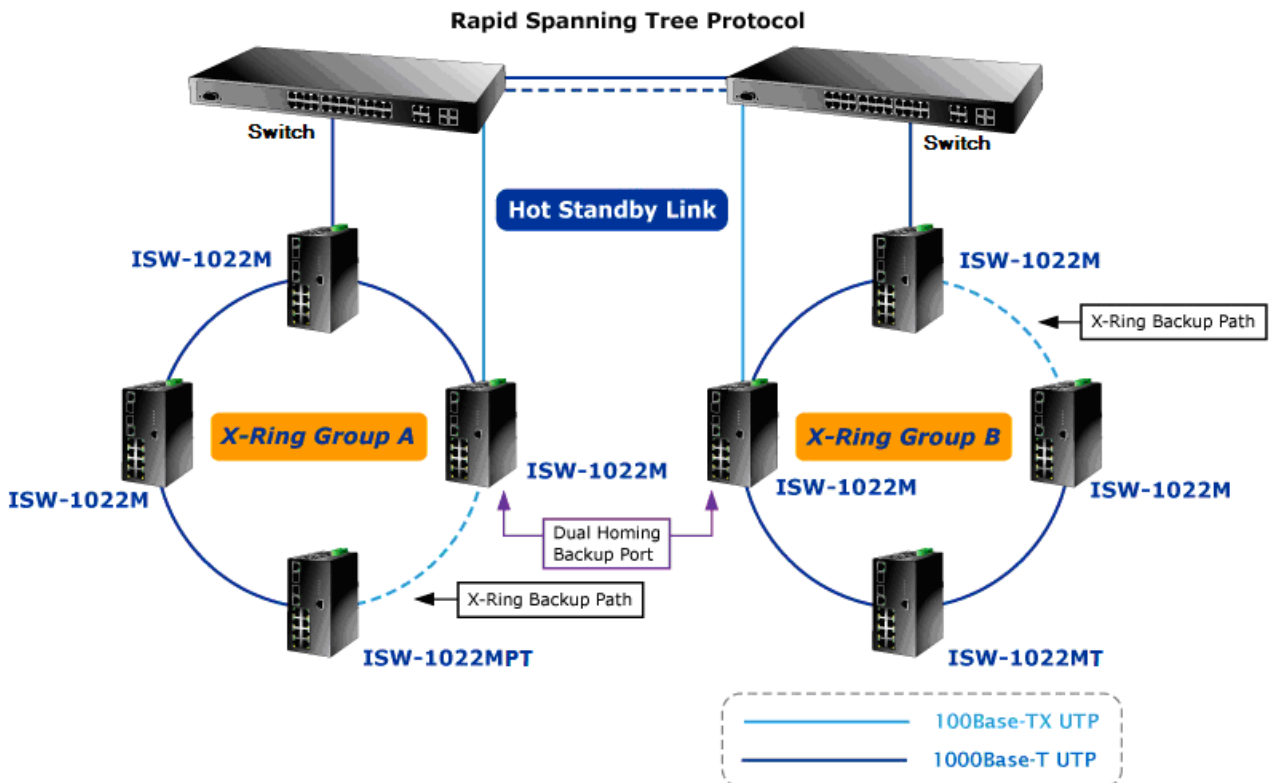 Rapid Spanning Tree Protocol
Switch
Switch
Hot Standby Link
ISW-1022M
ISW-1022M
X-Ring Backup Path
X-Ring Group A
X-Ring Group B
ISW-1022M
ISW-1022M
ISW-1022M
ISW-1022M
Dual Homing
Backup Port
X-Ring Backup Path
ISW-1022MPT
ISW-1022MT
100Base-TX UTP
1000Base-T UTP